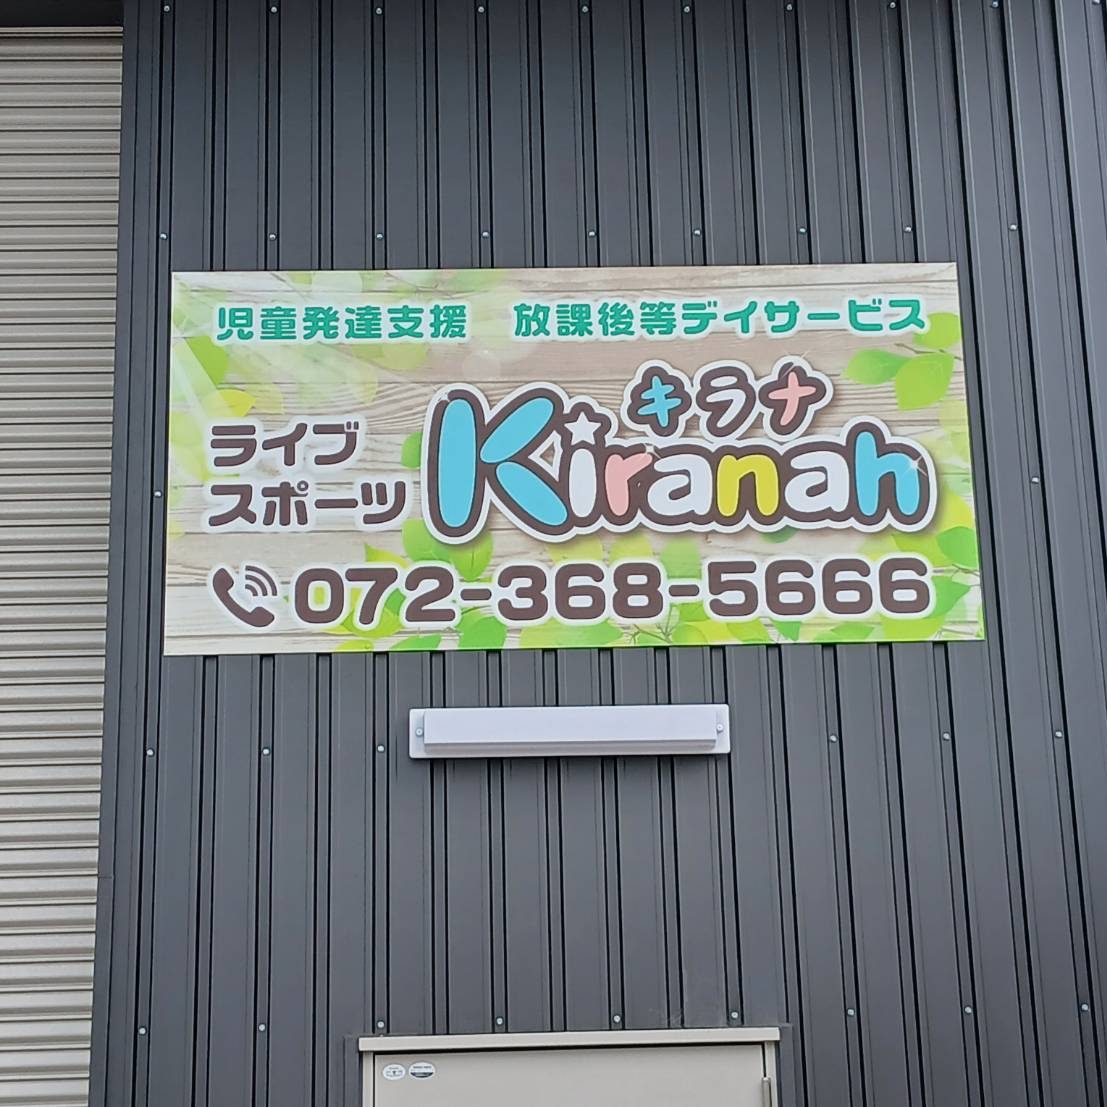 児童発達支援　放課後等デイサービス
ライブ
スポーツ
キラナ
Kiranah
072-368-5666